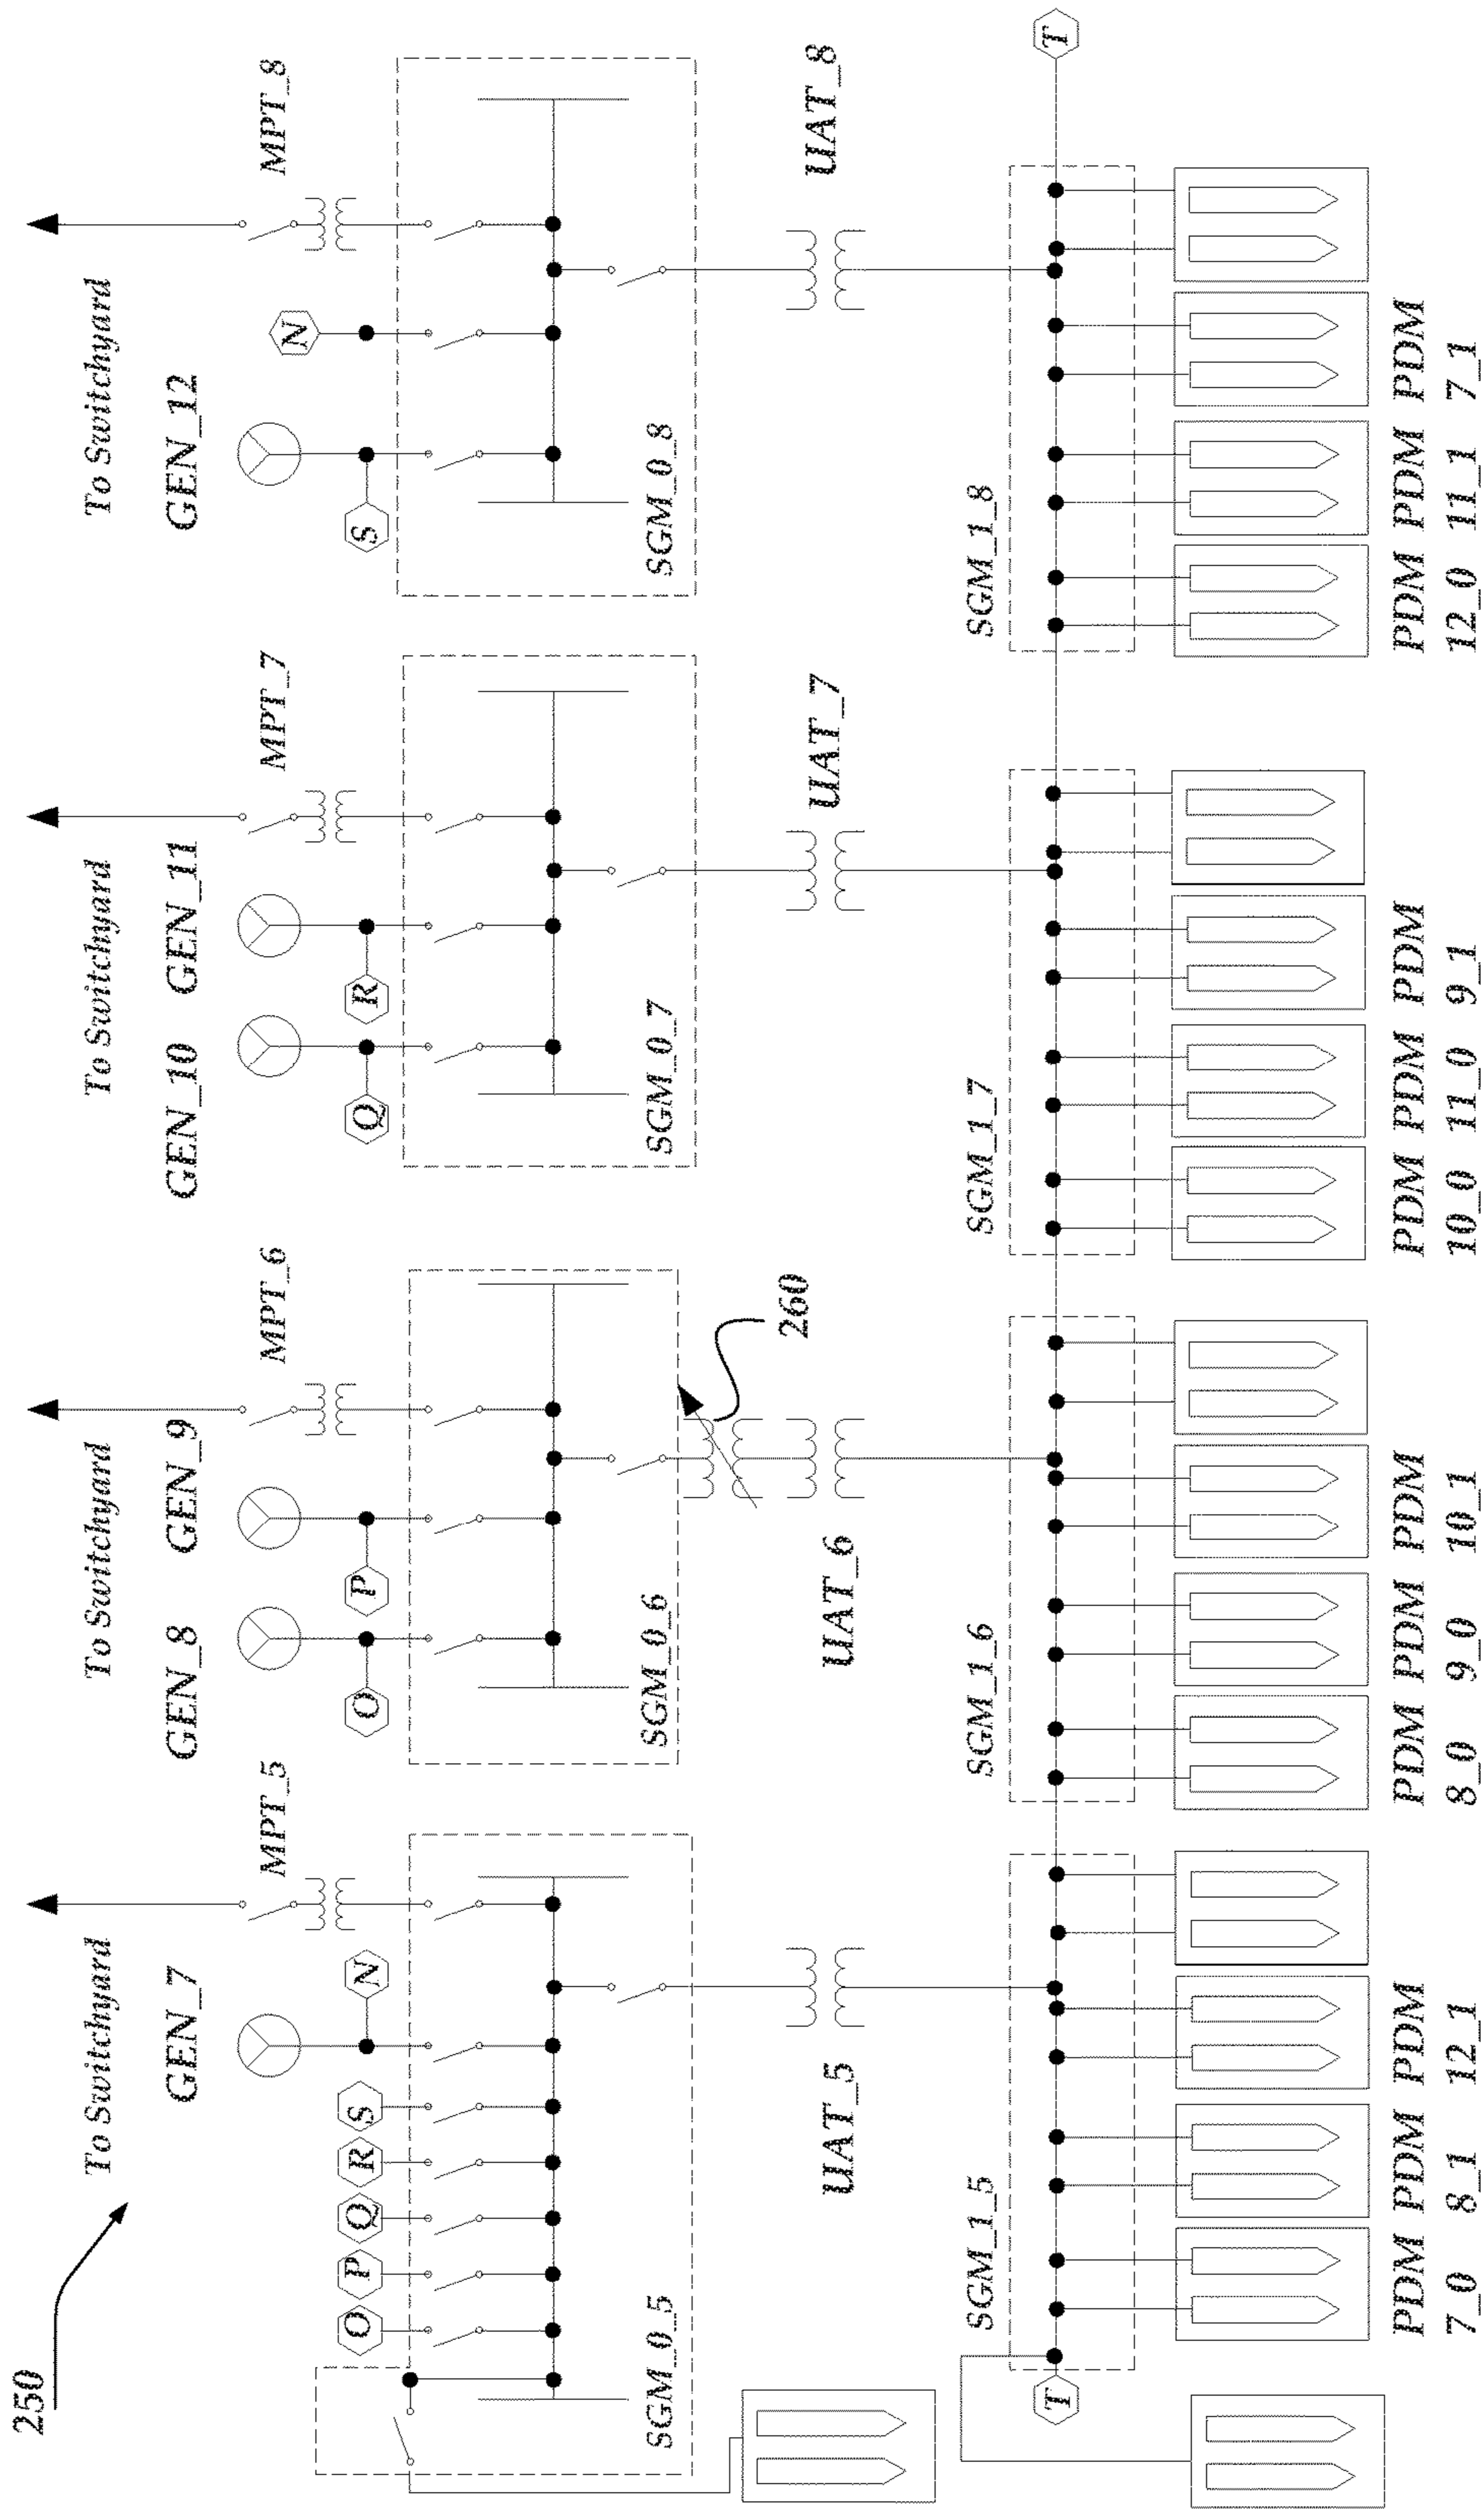 250
To Switchyard
To Switchyard
To Switchyard
To Switchyard
GEN_7
GEN_8
GEN_9
GEN_10
GEN_11
GEN_12
MPT_5
MPT_6
MPT_7
MPT_8
O
P
Q
R
S
N
O
P
Q
R
S
N
SGM_0_5
SGM_0_6
SGM_0_7
SGM_0_8
260
UAT_5
UAT_6
UAT_7
UAT_8
SGM_1_5
SGM_1_6
SGM_1_7
SGM_1_8
T
T
PDM PDM PDM
7_0 8_1 12_1
PDM PDM PDM
8_0 9_0 10_1
PDM PDM PDM
10_0 11_0 9_1
PDM PDM PDM
12_0 11_1 7_1